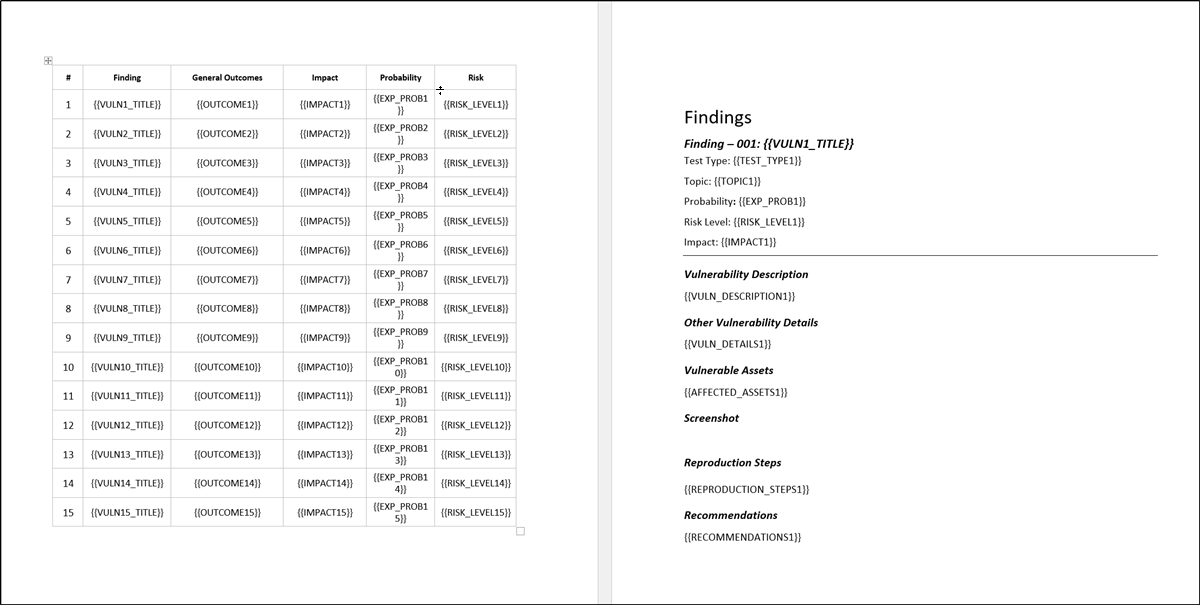 # Finding General Outcomes Impact Probability Risk
1 {{VULN1_TITLE}} {{OUTCOME1}} {{IMPACT1}} {{EXP_PROB1}} {{RISK_LEVEL1}}
2 {{VULN2_TITLE}} {{OUTCOME2}} {{IMPACT2}} {{EXP_PROB2}} {{RISK_LEVEL2}}
3 {{VULN3_TITLE}} {{OUTCOME3}} {{IMPACT3}} {{EXP_PROB3}} {{RISK_LEVEL3}}
4 {{VULN4_TITLE}} {{OUTCOME4}} {{IMPACT4}} {{EXP_PROB4}} {{RISK_LEVEL4}}
5 {{VULN5_TITLE}} {{OUTCOME5}} {{IMPACT5}} {{EXP_PROB5}} {{RISK_LEVEL5}}
6 {{VULN6_TITLE}} {{OUTCOME6}} {{IMPACT6}} {{EXP_PROB6}} {{RISK_LEVEL6}}
7 {{VULN7_TITLE}} {{OUTCOME7}} {{IMPACT7}} {{EXP_PROB7}} {{RISK_LEVEL7}}
8 {{VULN8_TITLE}} {{OUTCOME8}} {{IMPACT8}} {{EXP_PROB8}} {{RISK_LEVEL8}}
9 {{VULN9_TITLE}} {{OUTCOME9}} {{IMPACT9}} {{EXP_PROB9}} {{RISK_LEVEL9}}
10 {{VULN10_TITLE}} {{OUTCOME10}} {{IMPACT10}} {{EXP_PROB10}} {{RISK_LEVEL10}}
11 {{VULN11_TITLE}} {{OUTCOME11}} {{IMPACT11}} {{EXP_PROB11}} {{RISK_LEVEL11}}
12 {{VULN12_TITLE}} {{OUTCOME12}} {{IMPACT12}} {{EXP_PROB12}} {{RISK_LEVEL12}}
13 {{VULN13_TITLE}} {{OUTCOME13}} {{IMPACT13}} {{EXP_PROB13}} {{RISK_LEVEL13}}
14 {{VULN14_TITLE}} {{OUTCOME14}} {{IMPACT14}} {{EXP_PROB14}} {{RISK_LEVEL14}}
15 {{VULN15_TITLE}} {{OUTCOME15}} {{IMPACT15}} {{EXP_PROB15}} {{RISK_LEVEL15}}
Findings
Finding – 001: {{VULN1_TITLE}}
Test Type: {{TEST_TYPE1}}
Topic: {{TOPIC1}}
Probability: {{EXP_PROB1}}
Risk Level: {{RISK_LEVEL1}}
Impact: {{IMPACT1}}
Vulnerability Description
{{VULN_DESCRIPTION1}}
Other Vulnerability Details
{{VULN_DETAILS1}}
Vulnerable Assets
{{AFFECTED_ASSETS1}}
Screenshot
Reproduction Steps
{{REPRODUCTION_STEPS1}}
Recommendations
{{RECOMMENDATIONS1}}